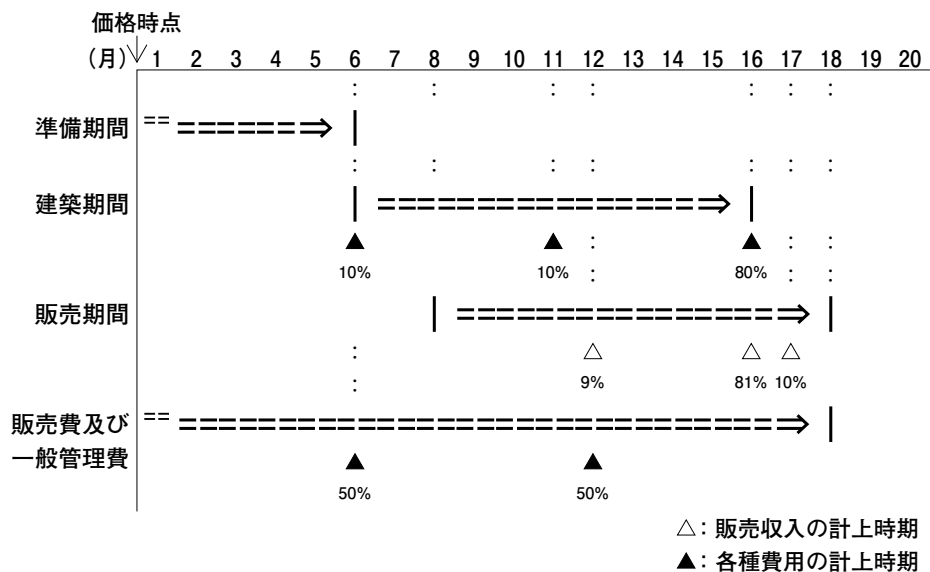 価格時点
(月) 1 2 3 4 5 6 7 8 9 10 11 12 13 14 15 16 17 18 19 20
準備期間
建築期間
10% 10% 80%
販売期間
9% 81% 10%
販売費及び
一般管理費
50% 50%
△：販売収入の計上時期
▲：各種費用の計上時期